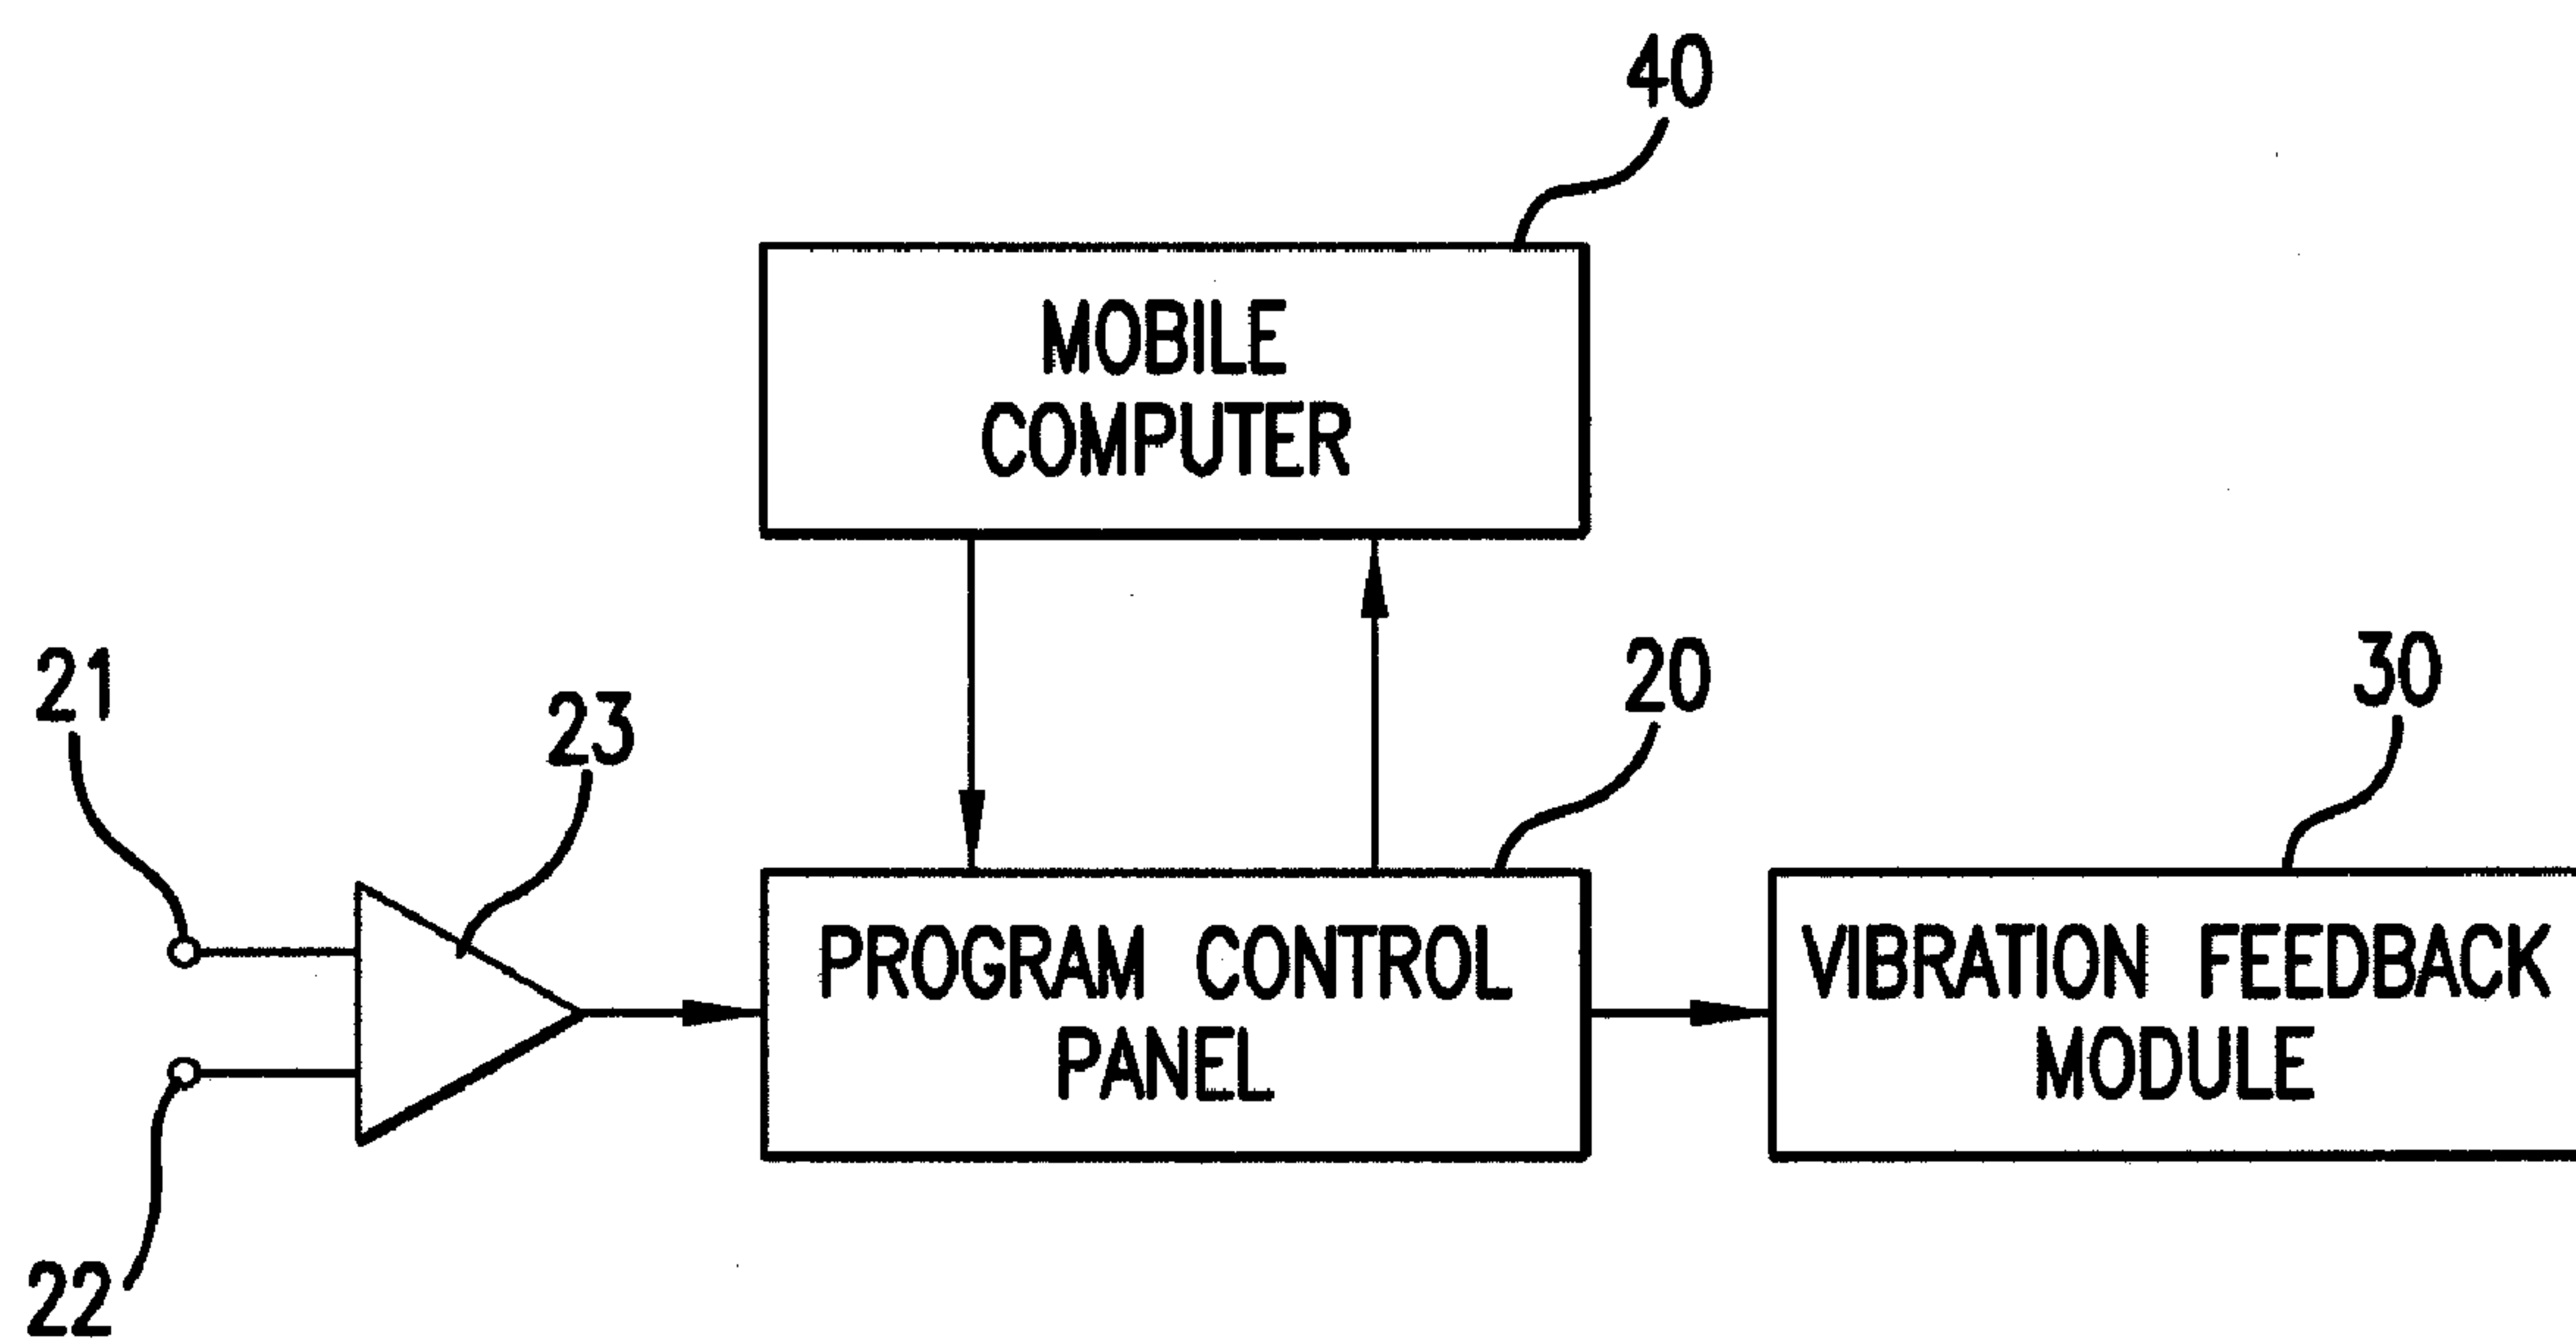 40
MOBILE
COMPUTER
21
23
20
30
PROGRAM CONTROL
PANEL
VIBRATION FEEDBACK
MODULE
22